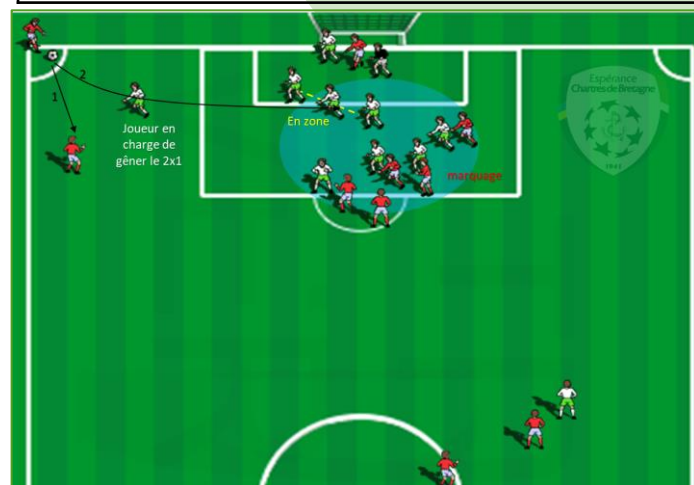 Espérance
Chartres de Bretagne
2
1
Joueur en
charge de
gêner le 2x1
En zone
marquage